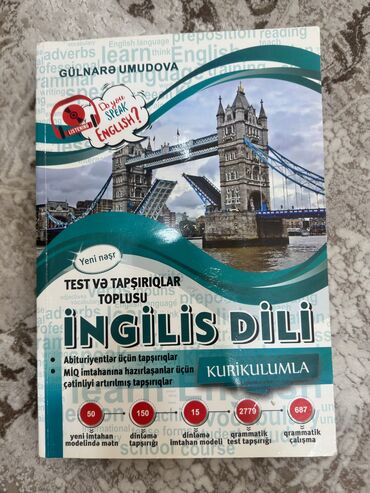 GÜLNARƏ UMUDOVA
LISTENING
Do you
SPEAK
ENGLISH?
Yeni nəşr
TEST VƏ TAPŞIRIQLAR
TOPLUSU
İNGİLİS DİLİ
• Abituriyentlər üçün tapşırıqlar
• MİQ imtahanına hazırlaşanlar üçün
çətinliyi artırılmış tapşırıqlar
KURİKULUMLA
50 150 15 2779 687
yeni imtahan modelində mətn
dinləmə tapşırığı
dinləmə imtahan modeli
qrammatik test tapşırığı
qrammatik çalışma